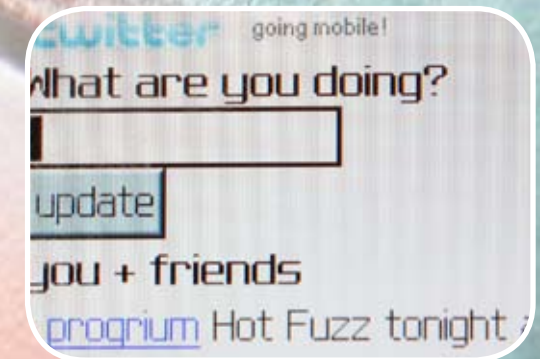 twitter going mobile!
What are you doing?
update
you + friends
progrium Hot Fuzz tonight